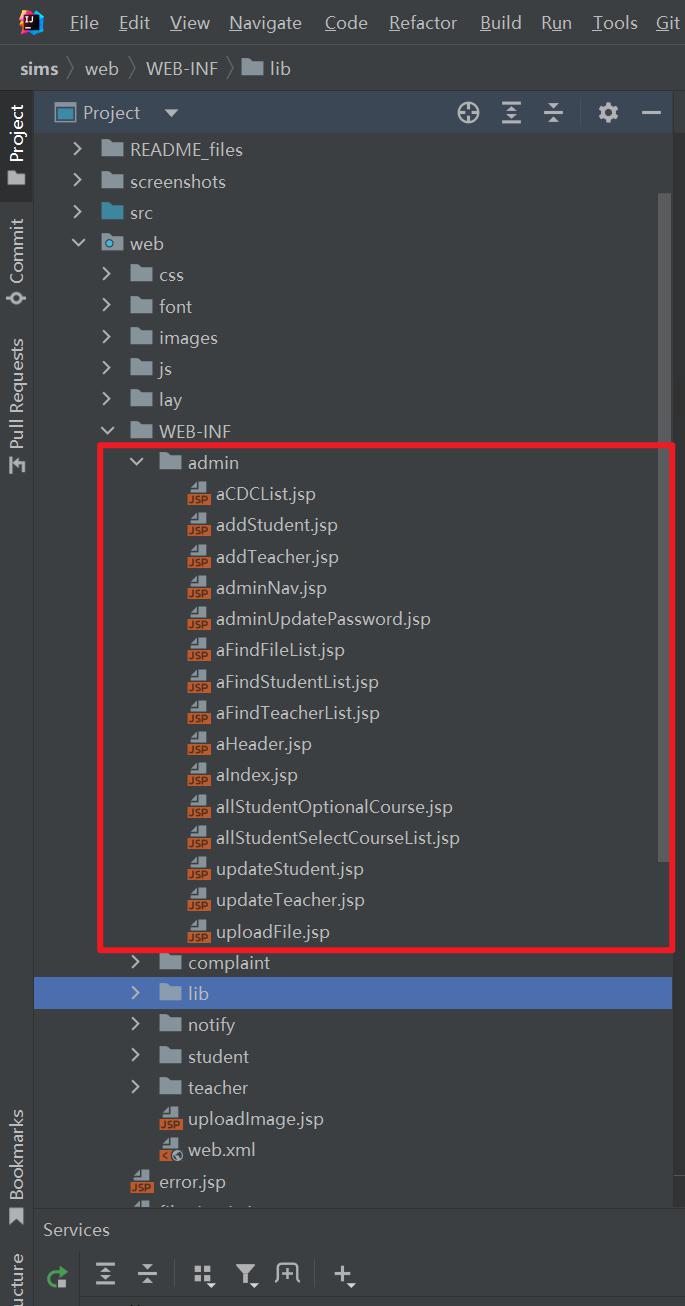 File Edit View Navigate Code Refactor Build Run Tools Git
sims web WEB-INF lib
Project
Project
Commit
Pull Requests
README_files
screenshots
src
web
css
font
images
js
lay
WEB-INF
admin
aCDCList.jsp
addStudent.jsp
addTeacher.jsp
adminNav.jsp
adminUpdatePassword.jsp
aFindFileList.jsp
aFindStudentList.jsp
aFindTeacherList.jsp
aHeader.jsp
aIndex.jsp
allStudentOptionalCourse.jsp
allStudentSelectCourseList.jsp
updateStudent.jsp
updateTeacher.jsp
uploadFile.jsp
complaint
lib
notify
student
teacher
uploadImage.jsp
web.xml
error.jsp
Bookmarks
Services